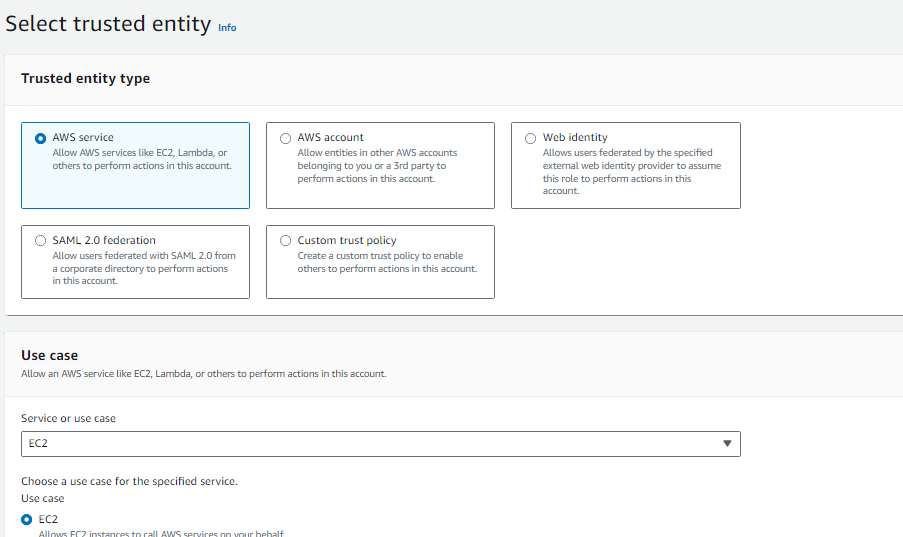 Select trusted entity Info
Trusted entity type
AWS service
Allow AWS services like EC2, Lambda, or
others to perform actions in this account.
AWS account
Allow entities in other AWS accounts
belonging to you or a 3rd party to
perform actions in this account.
Web identity
Allows users federated by the specified
external web identity provider to assume
this role to perform actions in this
account.
SAML 2.0 federation
Allow users federated with SAML 2.0 from
a corporate directory to perform actions
in this account.
Custom trust policy
Create a custom trust policy to enable
others to perform actions in this account.
Use case
Allow an AWS service like EC2, Lambda, or others to perform actions in this account.
Service or use case
EC2
Choose a use case for the specified service.
Use case
EC2
Allows EC2 instances to call AWS services on your behalf